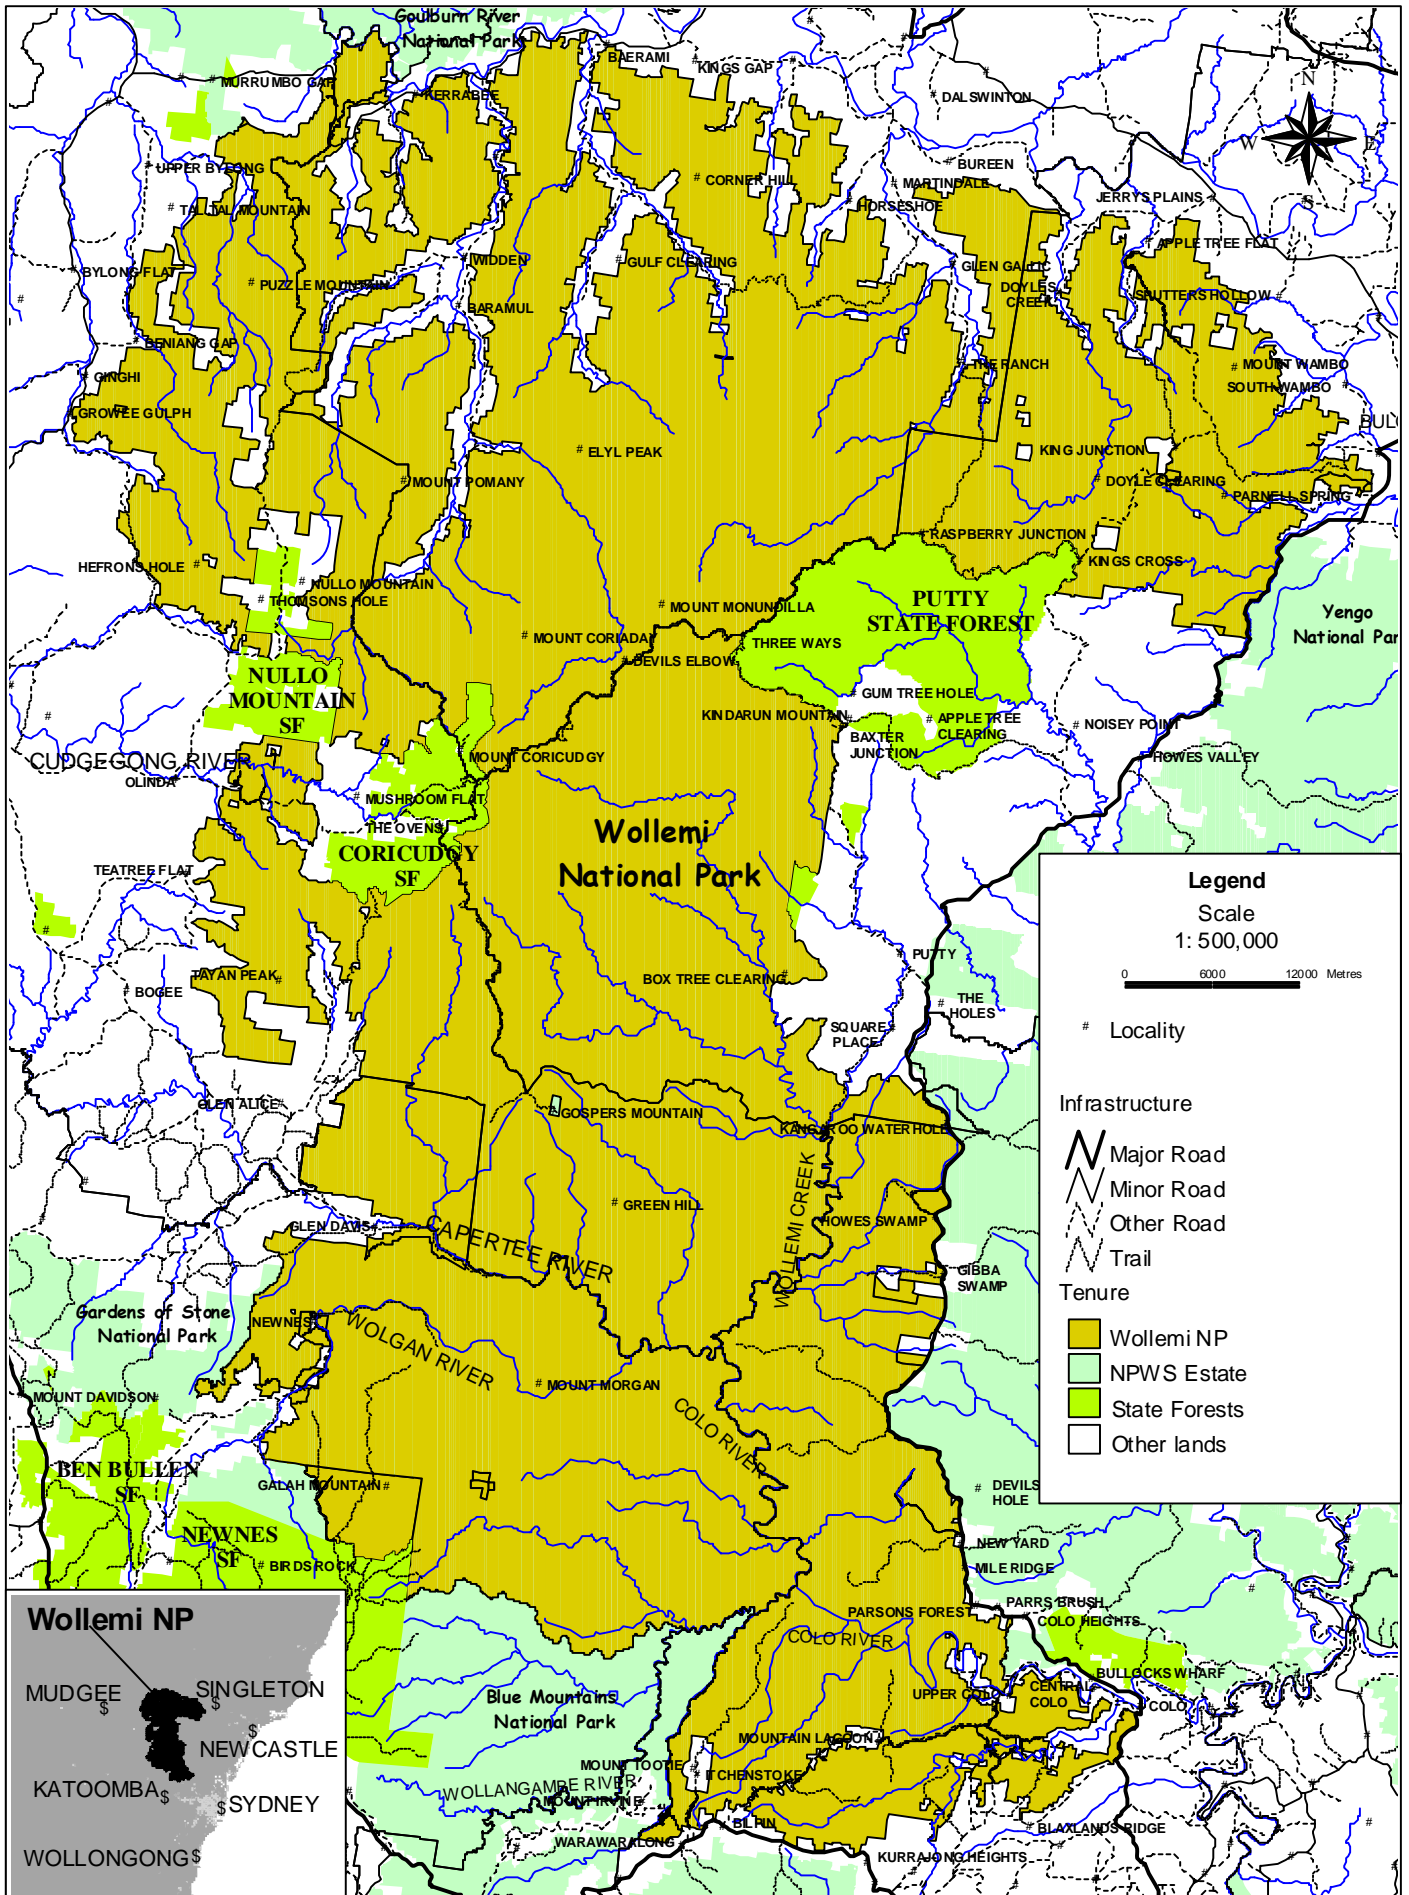 Goulburn River
National Park
BAERAMI
KINGS GAP
MURRUMBO GAP
KERRABEE
DALSWINTON
N
W
E
S
UPPER BYLONG
BUREEN
CORNER HILL
MARTINDALE
JERRYS PLAINS
TAL TAL MOUNTAIN
HORSESHOE
APPLE TREE FLAT
BYLONG FLAT
WIDDEN
GULF CLEARING
GLEN GALLIC
PUZZLE MOUNTAIN
DOYLES
CREEK
SHUTTERS HOLLOW
BARAMUL
BENIANG GAP
THE RANCH
MOUNT WAMBO
GINGHI
SOUTH WAMBO
GROWEE GULPH
BULG
ELYL PEAK
KING JUNCTION
MOUNT POMANY
DOYLE CLEARING
PARNELL SPRING
RASPBERRY JUNCTION
HEFRONS HOLE
KINGS CROSS
NULLO MOUNTAIN
THOMSONS HOLE
MOUNT MONUNDILLA
PUTTY
STATE FOREST
Yengo
National Par
MOUNT CORIADAY
THREE WAYS
DEVILS ELBOW
NULLO
MOUNTAIN
SF
GUM TREE HOLE
KINDARUN MOUNTAIN
APPLE TREE
CLEARING
NOISEY POINT
BAXTER
JUNCTION
CUDGEGONG RIVER
MOUNT CORICUDGY
HOWES VALLEY
OLINDA
MUSHROOM FLAT
THE OVENS
Wollemi
National Park
CORICUDGY
SF
TEATREE FLAT
Legend
Scale
1: 500,000
0 6000 12000 Metres
# Locality
Infrastructure
Major Road
Minor Road
Other Road
Trail
Tenure
Wollemi NP
NPWS Estate
State Forests
Other lands
PUTTY
TAYAN PEAK
BOX TREE CLEARING
BOGEE
THE
HOLES
SQUARE
PLACE
GLEN ALICE
GOSPERS MOUNTAIN
KANGAROO WATERHOLE
WOLLEMI CREEK
GREEN HILL
GLEN DAVIS
CAPERTEE RIVER
HOWES SWAMP
GIBBA
SWAMP
Gardens of Stone
National Park
NEWNES
WOLGAN RIVER
MOUNT DAVIDSON
MOUNT MORGAN
COLO RIVER
BEN BULLEN
SF
GALAH MOUNTAIN
DEVILS
HOLE
NEWNES
SF
NEW YARD
BIRDS ROCK
MILE RIDGE
PARRS BRUSH
PARSONS FOREST
COLO HEIGHTS
COLO RIVER
BULLOCKS WHARF
UPPER COLO
CENTRAL
COLO
COLO
Blue Mountains
National Park
MOUNTAIN LAGOON
MOUNT TOOTIE
ITCHENSTOKE
WOLLANGAMBE RIVER
MOUNT IRVINE
BILPIN
WARAWARALONG
BLAXLANDS RIDGE
KURRAJONG HEIGHTS
Wollemi NP
MUDGEE
SINGLETON
NEWCASTLE
KATOOMBA
SYDNEY
WOLLONGONG